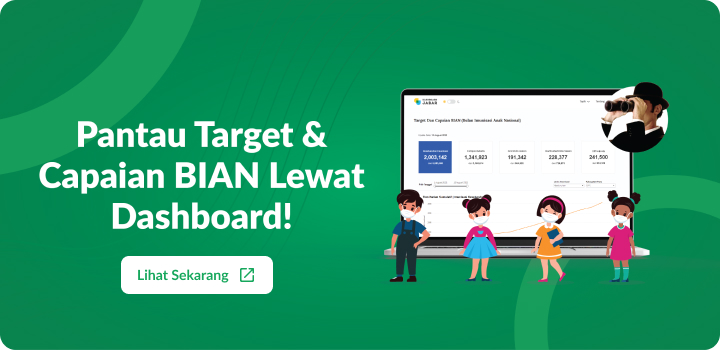 Pantau Target &
Capaian BIAN Lewat
Dashboard!
Lihat Sekarang
JABAR
Target Dan Capaian BIAN (Bulan Imunisasi Anak Nasional)
2,003,142
1,341,923
191,342
228,377
241,500